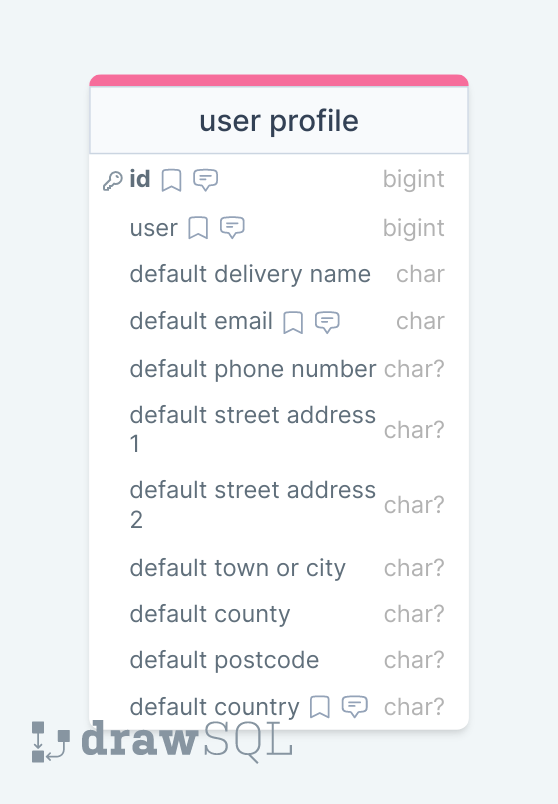 user profile
id bigint
user bigint
default delivery name char
default email char
default phone number char?
default street address
1 char?
default street address
2 char?
default town or city char?
default county char?
default postcode char?
default country char?
drawSQL